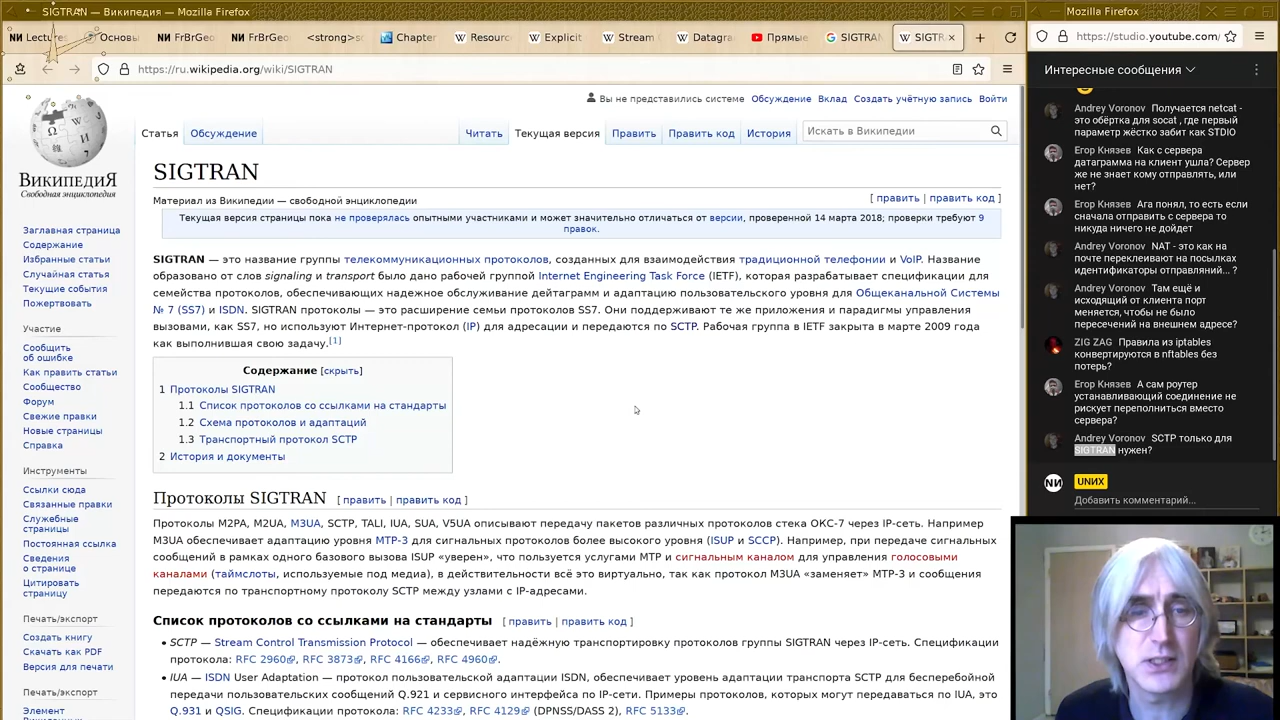 SIGTRAN — Википедия — Mozilla Firefox
Mozilla Firefox
Lectures
Основы
FrBrGeo
FrBrGeo
<strong>s
Chapter
Resourc
Explicit
Stream
Datagra
Прямые
SIGTRAN
SIGTR
https://studio.youtube.com/
https://ru.wikipedia.org/wiki/SIGTRAN
Вы не представились системе Обсуждение Вклад Создать учётную запись Войти
Статья Обсуждение Читать Текущая версия Править Править код История
Искать в Википедии
ВикипедиЯ
Свободная энциклопедия
Заглавная страница
Содержание
Избранные статьи
Случайная статья
Текущие события
Пожертвовать
Участие
Сообщить
об ошибке
Как править статьи
Сообщество
Форум
Свежие правки
Новые страницы
Справка
Инструменты
Ссылки сюда
Связанные правки
Служебные
страницы
Постоянная ссылка
Сведения
о странице
Цитировать
страницу
Печать/экспорт
Создать книгу
Скачать как PDF
Версия для печати
Печать/экспорт
Элемент
SIGTRAN
Материал из Википедии — свободной энциклопедии
[ править | править код ]
Текущая версия страницы пока не проверялась опытными участниками и может значительно отличаться от версии, проверенной 14 марта 2018; проверки требуют 9
правок.
SIGTRAN — это название группы телекоммуникационных протоколов, созданных для взаимодействия традиционной телефонии и VoIP. Название
образовано от слов signaling и transport было дано рабочей группой Internet Engineering Task Force (IETF), которая разрабатывает спецификации для
семейства протоколов, обеспечивающих надежное обслуживание дейтаграмм и адаптацию пользовательского уровня для Общеканальной Системы
№ 7 (SS7) и ISDN. SIGTRAN протоколы — это расширение семьи протоколов SS7. Они поддерживают те же приложения и парадигмы управления
вызовами, как SS7, но используют Интернет-протокол (IP) для адресации и передаются по SCTP. Рабочая группа в IETF закрыта в марте 2009 года
как выполнившая свою задачу.[1]
Содержание [скрыть]
1 Протоколы SIGTRAN
1.1 Список протоколов со ссылками на стандарты
1.2 Схема протоколов и адаптаций
1.3 Транспортный протокол SCTP
2 История и документы
Протоколы SIGTRAN [ править | править код ]
Протоколы M2PA, M2UA, M3UA, SCTP, TALI, IUA, SUA, V5UA описывают передачу пакетов различных протоколов стека ОКС-7 через IP-сеть. Например
M3UA обеспечивает адаптацию уровня MTP-3 для сигнальных протоколов более высокого уровня (ISUP и SCCP). Например, при передаче сигнальных
сообщений в рамках одного базового вызова ISUP «уверен», что пользуется услугами MTP и сигнальным каналом для управления голосовыми
каналами (таймслоты, используемые под медиа), в действительности всё это виртуально, так как протокол M3UA «заменяет» MTP-3 и сообщения
передаются по транспортному протоколу SCTP между узлами с IP-адресами.
Список протоколов со ссылками на стандарты [ править | править код ]
• SCTP — Stream Control Transmission Protocol — обеспечивает надёжную транспортировку протоколов группы SIGTRAN через IP-сеть. Спецификации
протокола: RFC 2960, RFC 3873, RFC 4166, RFC 4960.
• IUA — ISDN User Adaptation — протокол пользовательской адаптации ISDN, обеспечивает уровень адаптации транспорта SCTP для бесперебойной
передачи пользовательских сообщений Q.921 и сервисного интерфейса по IP-сети. Примеры протоколов, которых могут передаваться по IUA, это
Q.931 и QSIG. Спецификации протокола: RFC 4233, RFC 4129 (DPNSS/DASS 2), RFC 5133.
Интересные сообщения
Andrey Voronov Получается netcat -
это обёртка для socat , где первый
параметр жёстко забит как STDIO
Егор Князев Как с сервера
датаграмма на клиент ушла? Сервер
же не знает кому отправлять, или
нет?
Егор Князев Ага понял, то есть если
сначала отправить с сервера то
никуда ничего не дойдет
Andrey Voronov NAT - это как на
почте переклеивают на посылках
идентификаторы отправляний... ?
Andrey Voronov Там ещё и
исходящий от клиента порт
меняется, чтобы не было
пересечений на внешнем адресе?
ZIG ZAG Правила из iptables
конвертируются в nftables без
потерь?
Егор Князев А сам роутер
устанавливающий соединение не
рискует переполниться вместо
сервера?
Andrey Voronov SCTP только для
SIGTRAN нужен?
UNИX
Добавить комментарий...